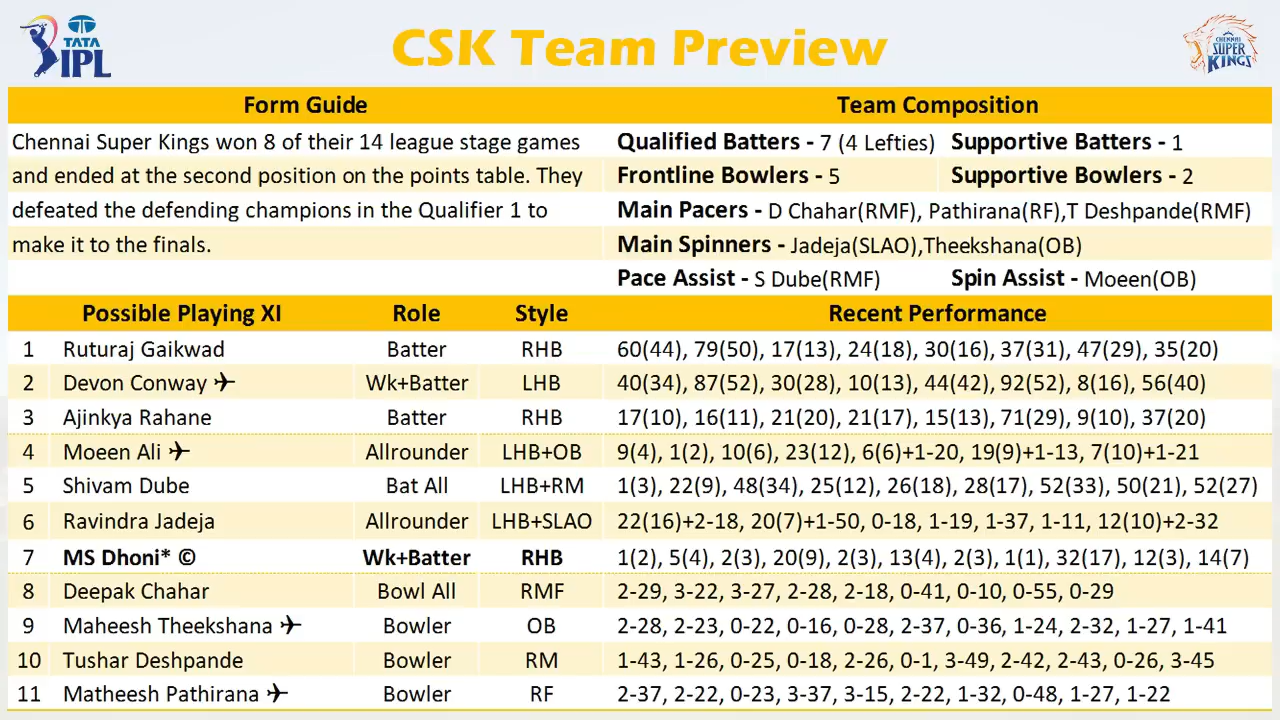 TATA
IPL
CSK Team Preview
CHENNAI
SUPER
KINGS
Form Guide
Team Composition
Chennai Super Kings won 8 of their 14 league stage games
and ended at the second position on the points table. They
defeated the defending champions in the Qualifier 1 to
make it to the finals.
Qualified Batters - 7 (4 Lefties) Supportive Batters - 1
Frontline Bowlers - 5 Supportive Bowlers - 2
Main Pacers - D Chahar(RMF), Pathirana(RF),T Deshpande(RMF)
Main Spinners - Jadeja(SLAO),Theekshana(OB)
Pace Assist - S Dube(RMF) Spin Assist - Moeen(OB)
Possible Playing XI Role Style Recent Performance
1 Ruturaj Gaikwad Batter RHB 60(44), 79(50), 17(13), 24(18), 30(16), 37(31), 47(29), 35(20)
2 Devon Conway ✈ Wk+Batter LHB 40(34), 87(52), 30(28), 10(13), 44(42), 92(52), 8(16), 56(40)
3 Ajinkya Rahane Batter RHB 17(10), 16(11), 21(20), 21(17), 15(13), 71(29), 9(10), 37(20)
4 Moeen Ali ✈ Allrounder LHB+OB 9(4), 1(2), 10(6), 23(12), 6(6)+1-20, 19(9)+1-13, 7(10)+1-21
5 Shivam Dube Bat All LHB+RM 1(3), 22(9), 48(34), 25(12), 26(18), 28(17), 52(33), 50(21), 52(27)
6 Ravindra Jadeja Allrounder LHB+SLAO 22(16)+2-18, 20(7)+1-50, 0-18, 1-19, 1-37, 1-11, 12(10)+2-32
7 MS Dhoni* © Wk+Batter RHB 1(2), 5(4), 2(3), 20(9), 2(3), 13(4), 2(3), 1(1), 32(17), 12(3), 14(7)
8 Deepak Chahar Bowl All RMF 2-29, 3-22, 3-27, 2-28, 2-18, 0-41, 0-10, 0-55, 0-29
9 Maheesh Theekshana ✈ Bowler OB 2-28, 2-23, 0-22, 0-16, 0-28, 2-37, 0-36, 1-24, 2-32, 1-27, 1-41
10 Tushar Deshpande Bowler RM 1-43, 1-26, 0-25, 0-18, 2-26, 0-1, 3-49, 2-42, 2-43, 0-26, 3-45
11 Matheesh Pathirana ✈ Bowler RF 2-37, 2-22, 0-23, 3-37, 3-15, 2-22, 1-32, 0-48, 1-27, 1-22